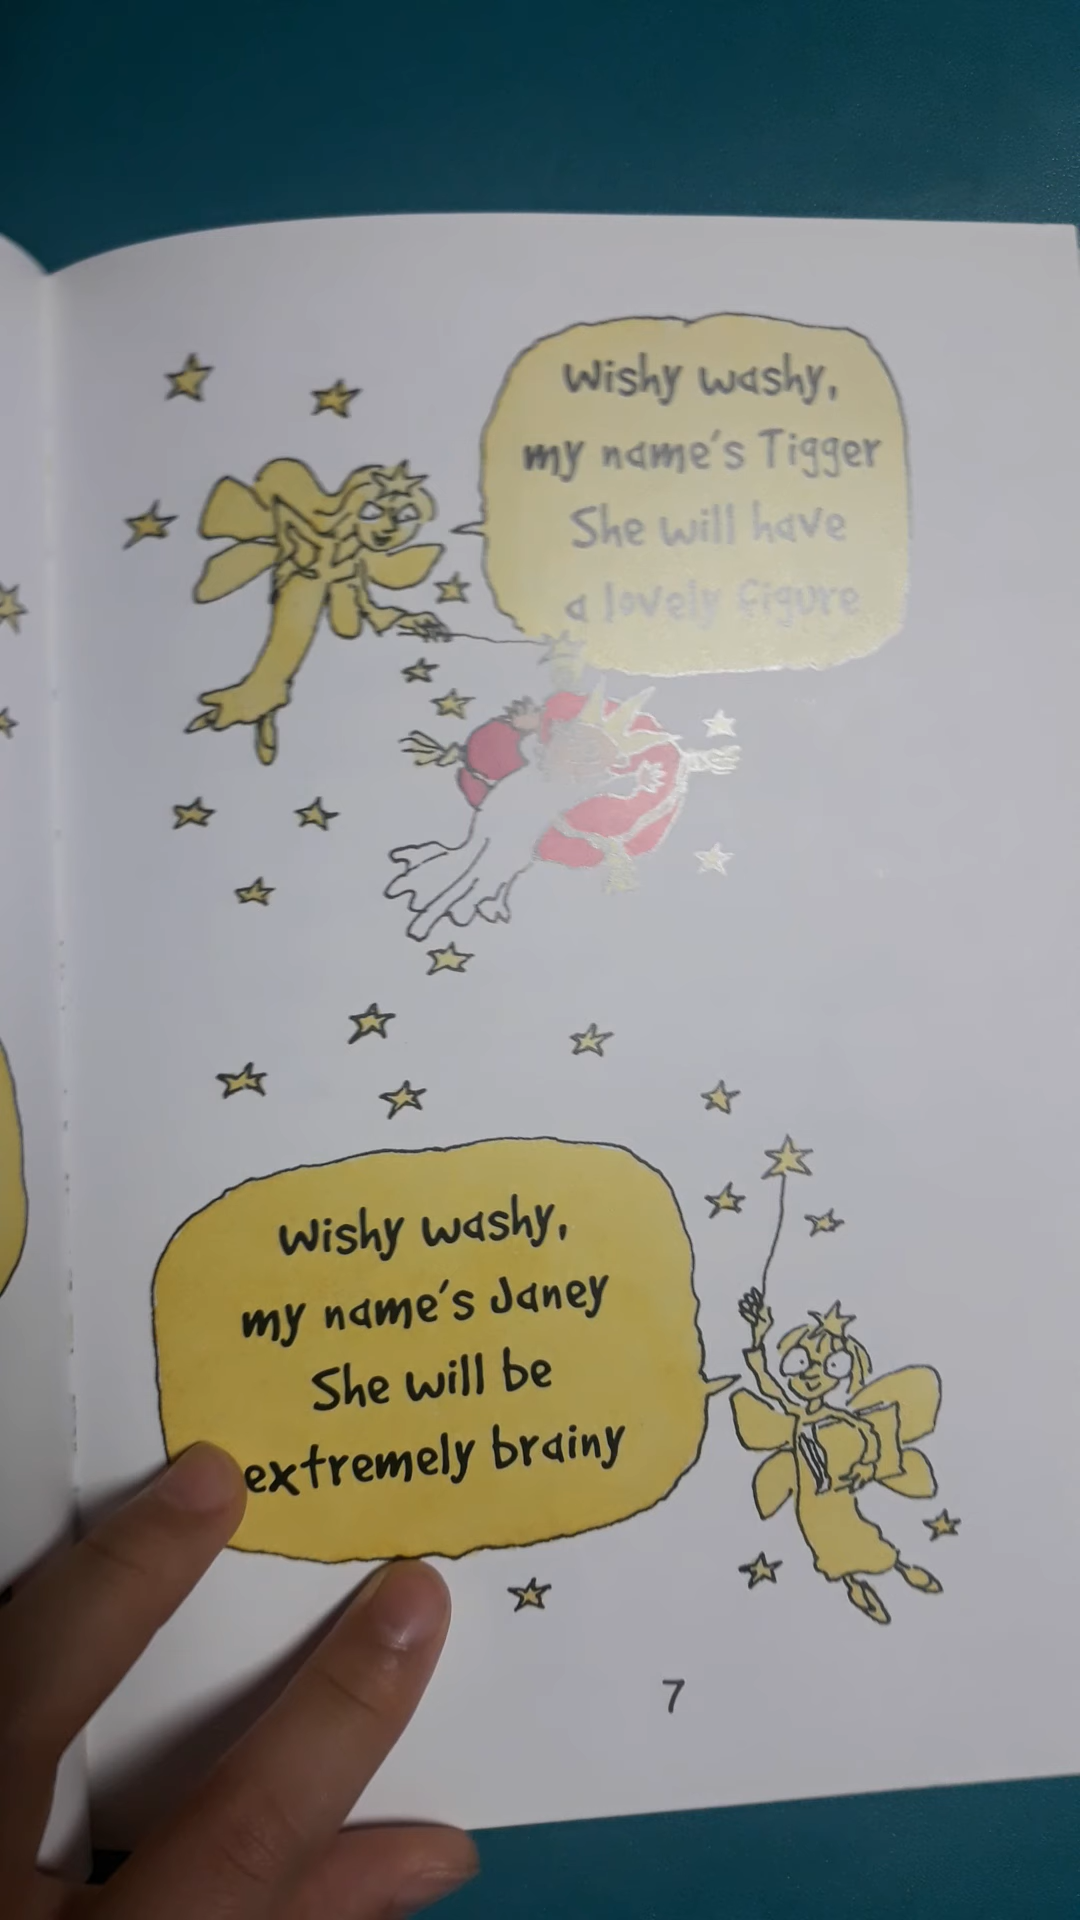 Wishy washy,
my name's Tigger
She will have
a lovely figure
Wishy washy,
my name's Janey
She will be
extremely brainy
7